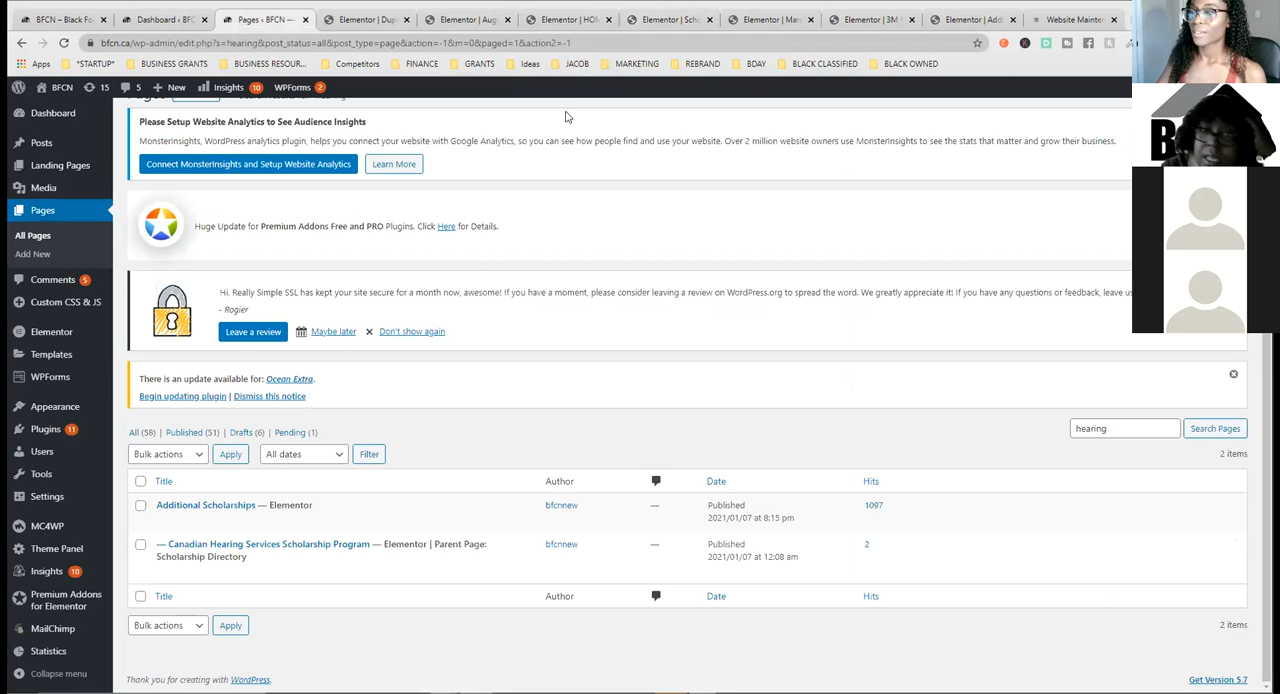 BFCN – Black Fo
Dashboard ‹ BFC
Pages ‹ BFCN —
Elementor | Dup
Elementor | Aug
Elementor | HOM
Elementor | Scho
Elementor | Mar
Elementor | 3M N
Elementor | Addi
Website Mainten
bfcn.ca/wp-admin/edit.php?s=hearing&post_status=all&post_type=page&action=-1&m=0&paged=1&action2=-1
Apps *STARTUP* BUSINESS GRANTS BUSINESS RESOUR... Competitors FINANCE GRANTS Ideas JACOB MARKETING REBRAND BDAY BLACK CLASSIFIED BLACK OWNED
BFCN 15 5 New Insights 10 WPForms 2
Dashboard
Posts
Landing Pages
Media
Pages
All Pages
Add New
Comments 5
Custom CSS & JS
Elementor
Templates
WPForms
Appearance
Plugins 11
Users
Tools
Settings
MC4WP
Theme Panel
Insights 10
Premium Addons
for Elementor
MailChimp
Statistics
Collapse menu
Please Setup Website Analytics to See Audience Insights
MonsterInsights, WordPress analytics plugin, helps you connect your website with Google Analytics, so you can see how people find and use your website. Over 2 million website owners use MonsterInsights to see the stats that matter and grow their business.
Connect MonsterInsights and Setup Website Analytics Learn More
Huge Update for Premium Addons Free and PRO Plugins. Click Here for Details.
Hi, Really Simple SSL has kept your site secure for a month now, awesome! If you have a moment, please consider leaving a review on WordPress.org to spread the word. We greatly appreciate it! If you have any questions or feedback, leave us
- Rogier
Leave a review Maybe later Don't show again
There is an update available for: Ocean Extra.
Begin updating plugin | Dismiss this notice
All (58) | Published (51) | Drafts (6) | Pending (1)
hearing Search Pages
Bulk actions Apply All dates Filter
2 items
Title Author Date Hits
Additional Scholarships — Elementor bfcnnew — Published 1097
2021/01/07 at 8:15 pm
— Canadian Hearing Services Scholarship Program — Elementor | Parent Page: bfcnnew — Published 2
Scholarship Directory 2021/01/07 at 12:08 am
Title Author Date Hits
Bulk actions Apply
2 items
Thank you for creating with WordPress.
Get Version 5.7
B